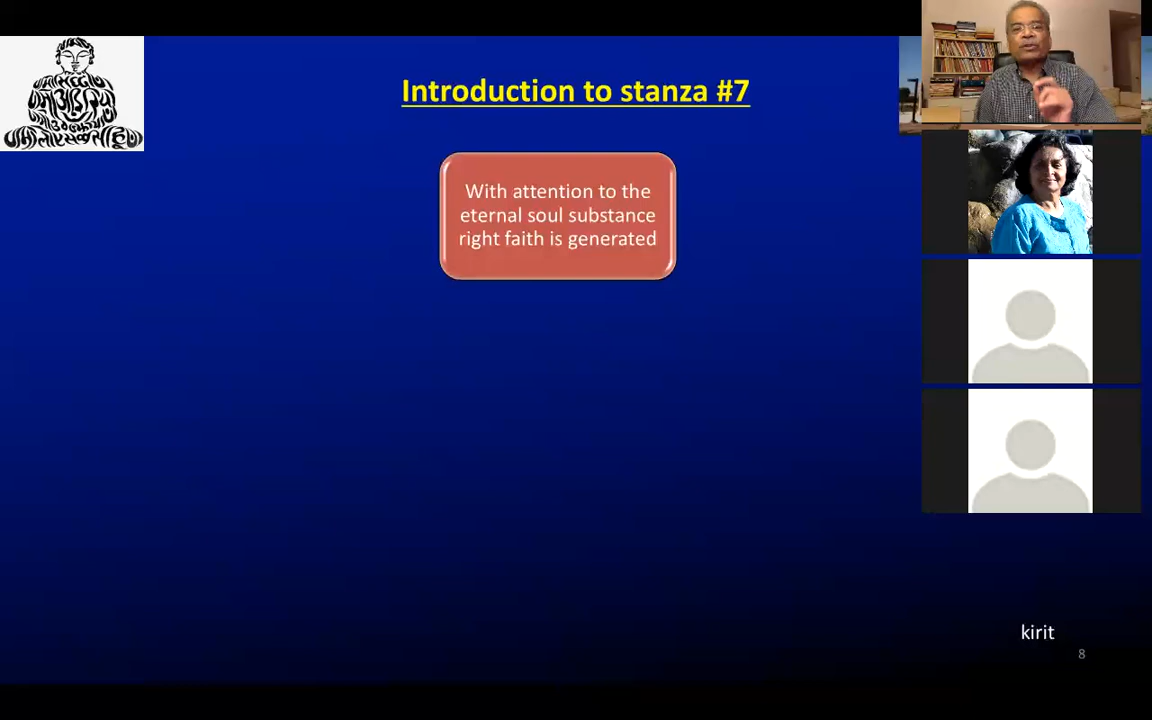 Introduction to stanza #7
With attention to the
eternal soul substance
right faith is generated
kirit
8